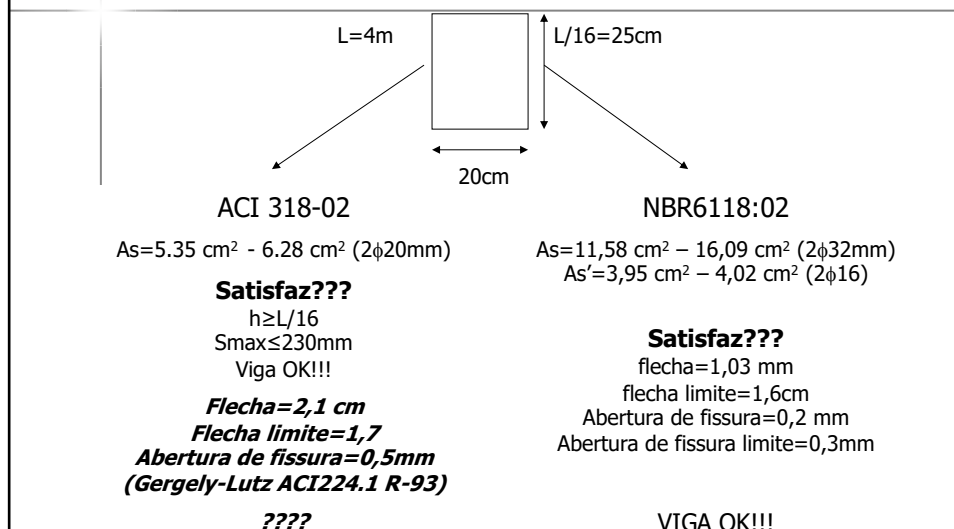 L=4m
L/16=25cm
20cm
ACI 318-02
As=5.35 cm² - 6.28 cm² (2ϕ20mm)
Satisfaz???
h≥L/16
Smax≤230mm
Viga OK!!!
Flecha=2,1 cm
Flecha limite=1,7
Abertura de fissura=0,5mm
(Gergely-Lutz ACI224.1 R-93)
????
NBR6118:02
As=11,58 cm² – 16,09 cm² (2ϕ32mm)
As’=3,95 cm² – 4,02 cm² (2ϕ16)
Satisfaz???
flecha=1,03 mm
flecha limite=1,6cm
Abertura de fissura=0,2 mm
Abertura de fissura limite=0,3mm
VIGA OK!!!